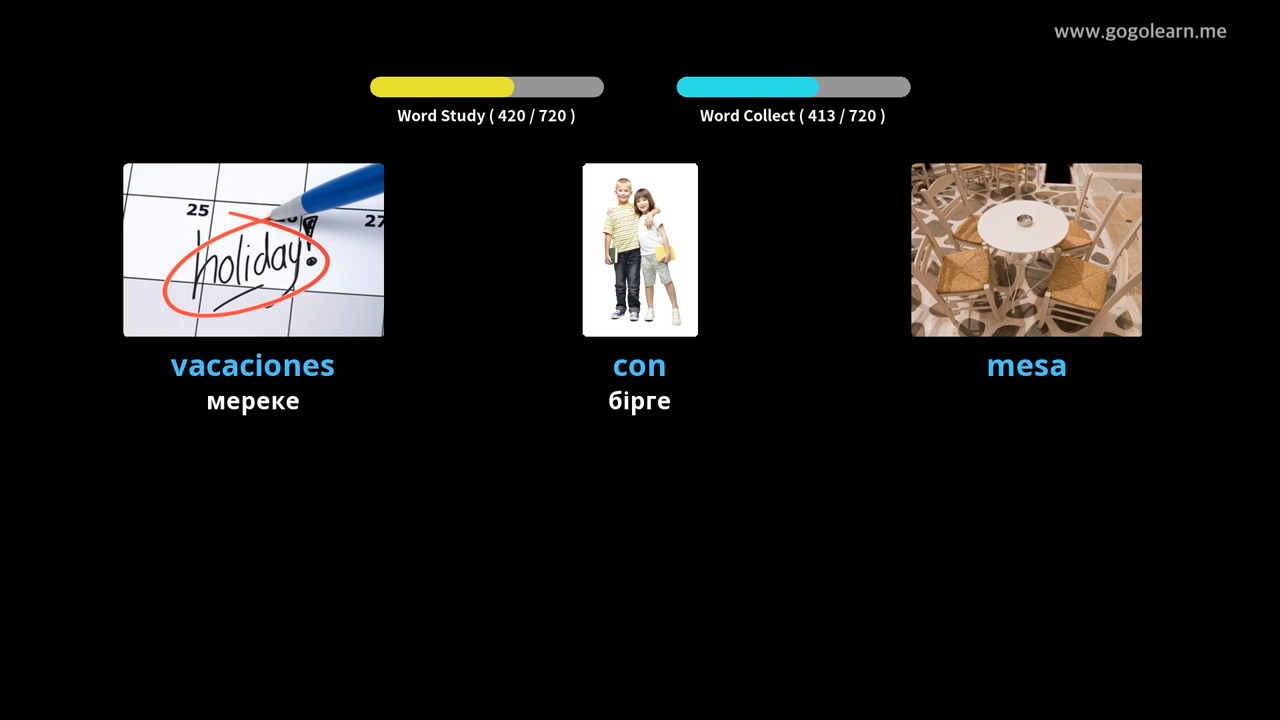 www.gogolearn.me
Word Study ( 420 / 720 )
Word Collect ( 413 / 720 )
25
27
holiday!
vacaciones
con
mesa
мереке
бірге